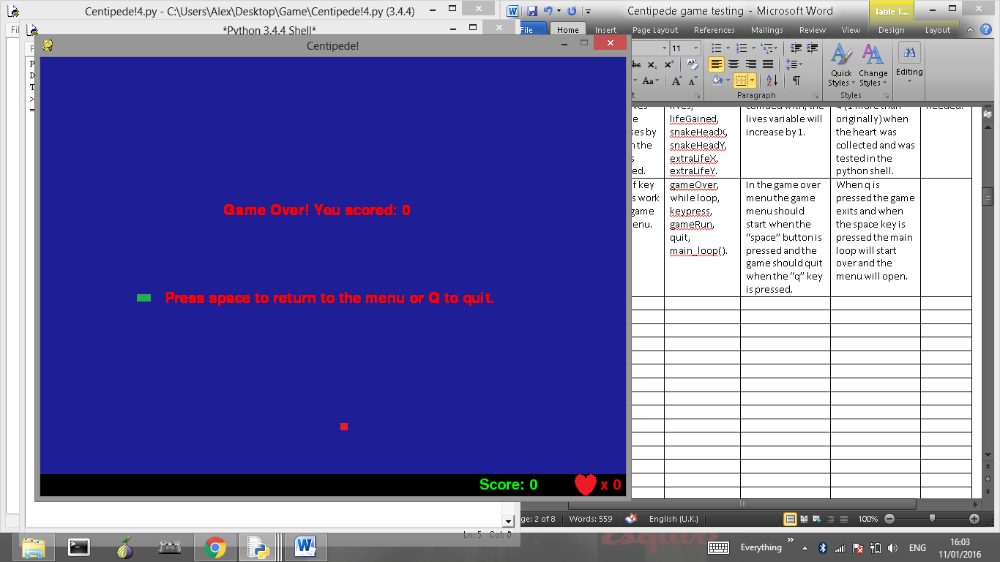 Centipede!4.py - C:\Users\Alex\Desktop\Game\Centipede!4.py (3.4.4)
*Python 3.4.4 Shell*
Centipede!
Game Over! You scored: 0
Press space to return to the menu or Q to quit.
Score: 0
x 0
Ln: 5 Col: 0
Centipede game testing - Microsoft Word
Table T...
File Home Insert Page Layout References Mailings Review View Design Layout
11
Aa
A A
Quick Styles
Change Styles
Editing
Paragraph
Styles
lifeGained,
snakeHeadX,
snakeHeadY,
extraLifeX,
extraLifeY.
lives variable will
increase by 1.
4 (1 more than
originally) when
the heart was
collected and was
tested in the
python shell.
needed.
ses by
the
f key
s work
game
gameOver,
while loop,
keypress,
gameRun,
quit,
main_loop().
In the game over
menu the game
menu should
start when the
“space” button is
pressed and the
game should quit
when the “q” key
is pressed.
When q is
pressed the game
exits and when
the space key is
pressed the main
loop will start
over and the
menu will open.
ge: 2 of 8
Words: 559
English (U.K.)
100%
Everything
ENG
16:03
11/01/2016